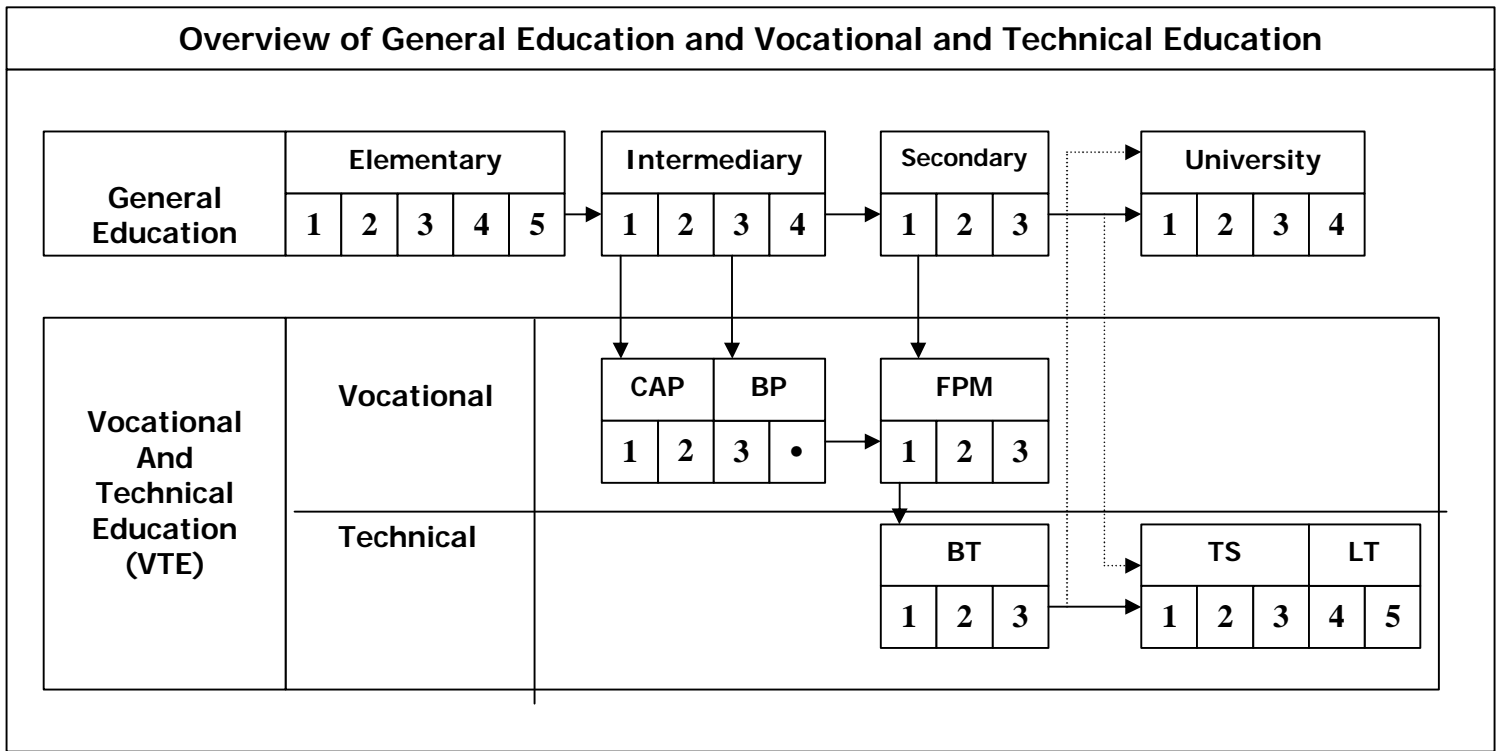 Overview of General Education and Vocational and Technical Education
General
Education
Elementary
1 2 3 4 5
Intermediary
1 2 3 4
Secondary
1 2 3
University
1 2 3 4
Vocational
And
Technical
Education
(VTE)
Vocational
CAP BP
1 2 3 •
FPM
1 2 3
Technical
BT
1 2 3
TS LT
1 2 3 4 5